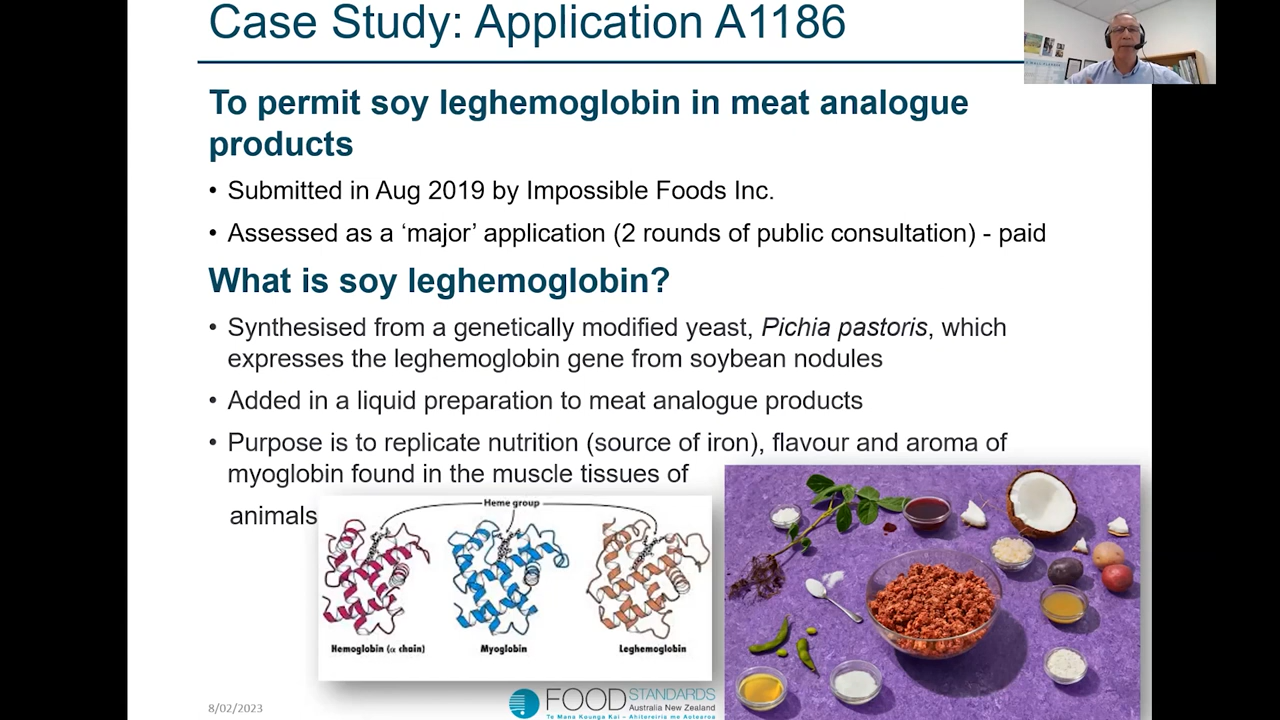 Case Study: Application A1186
To permit soy leghemoglobin in meat analogue
products
• Submitted in Aug 2019 by Impossible Foods Inc.
• Assessed as a ‘major’ application (2 rounds of public consultation) - paid
What is soy leghemoglobin?
• Synthesised from a genetically modified yeast, Pichia pastoris, which
expresses the leghemoglobin gene from soybean nodules
• Added in a liquid preparation to meat analogue products
• Purpose is to replicate nutrition (source of iron), flavour and aroma of
myoglobin found in the muscle tissues of
animals
Heme group
Hemoglobin (α chain) Myoglobin Leghemoglobin
8/02/2023
FOOD STANDARDS
Australia New Zealand
Te Mana Kounga Kai – Ahitereiria me Aotearoa